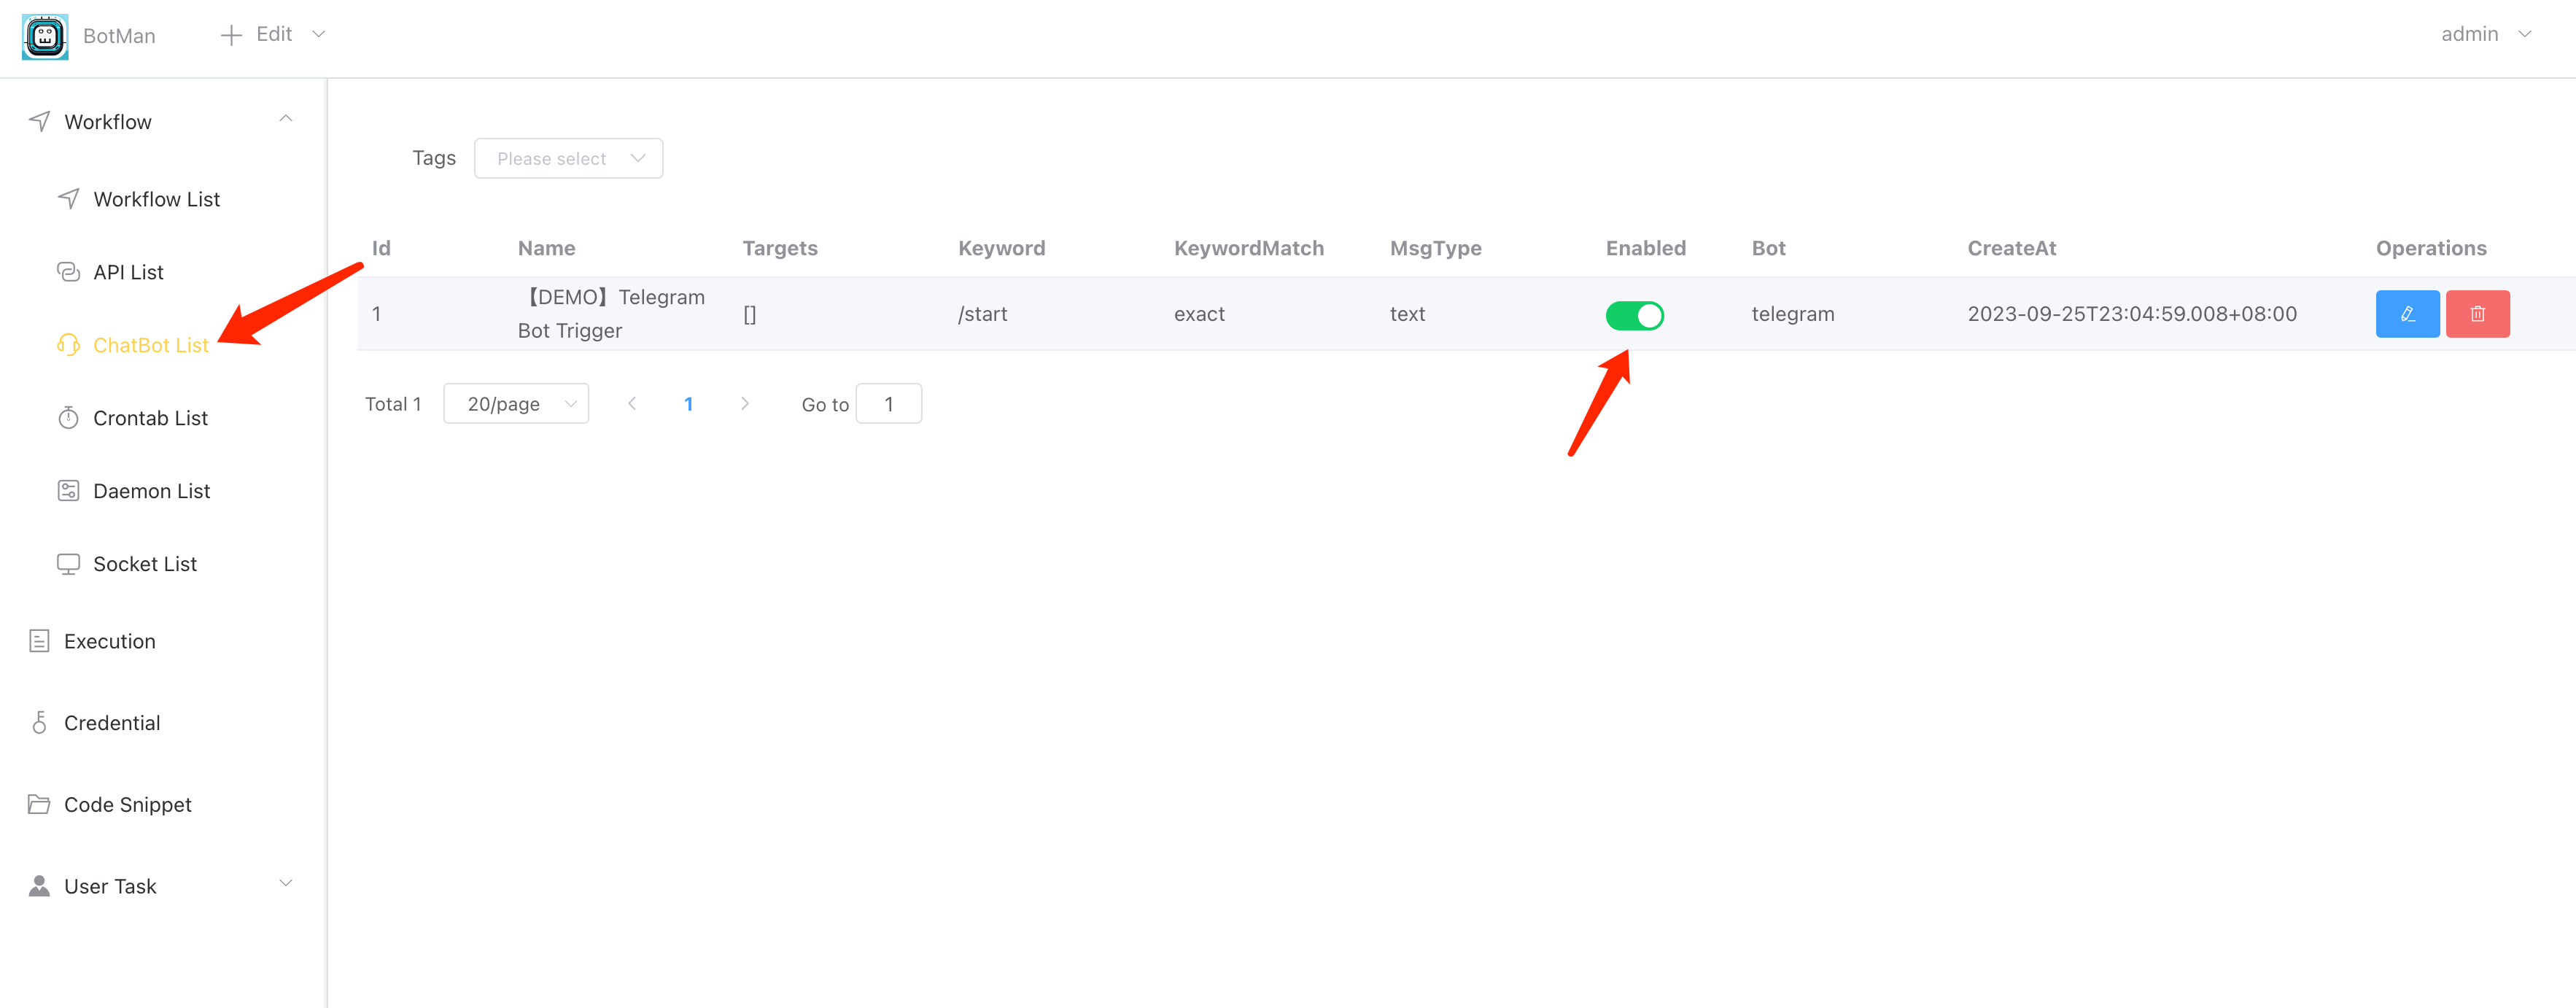 BotMan
Edit
admin
Workflow
Workflow List
API List
ChatBot List
Crontab List
Daemon List
Socket List
Execution
Credential
Code Snippet
User Task
Tags
Please select
Id Name Targets Keyword KeywordMatch MsgType Enabled Bot CreateAt Operations
1 【DEMO】Telegram [] /start exact text telegram 2023-09-25T23:04:59.008+08:00
Bot Trigger
Total 1 20/page 1 Go to 1